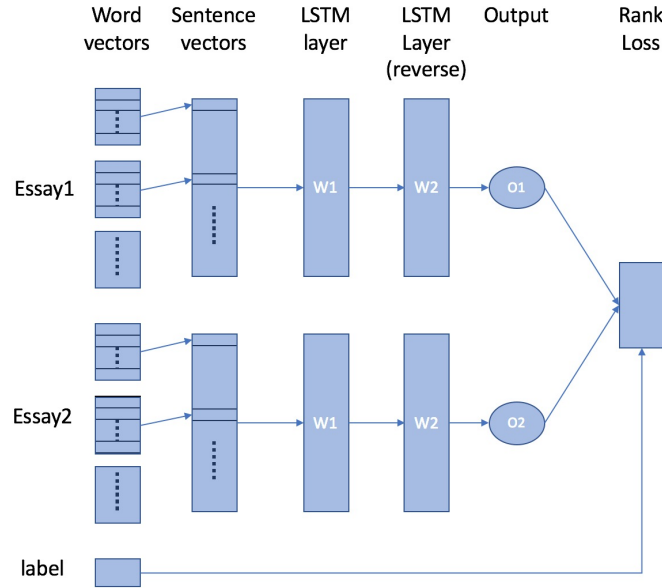 Word
vectors
Sentence
vectors
LSTM
layer
LSTM
Layer
(reverse)
Output
Rank
Loss
Essay1
W1
W2
O1
Essay2
W1
W2
O2
label